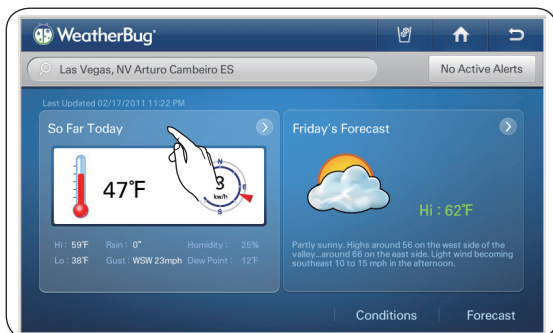 WeatherBug®
Las Vegas, NV Arturo Cambeiro ES
No Active Alerts
Last Updated 02/17/2011 11:22 PM
So Far Today
47°F
N
E
S
km/h
Hi : 59°F Rain : 0" Humidity : 25%
Lo : 38°F Gust : WSW 23mph Dew Point : 12°F
Friday's Forecast
Hi : 62°F
Partly sunny. Highs around 56 on the west side of the
valley...around 66 on the east side. Light wind becoming
southeast 10 to 15 mph in the afternoon.
Conditions Forecast